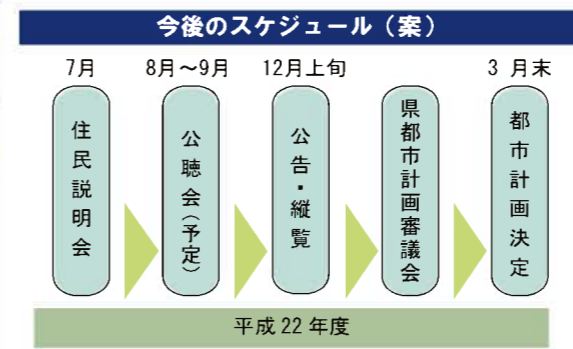 今後のスケジュール（案）
7月
8月～9月
12月上旬
3 月末
住民説明会
公聴会（予定）
公告・縦覧
県都市計画審議会
都市計画決定
平成 22 年度